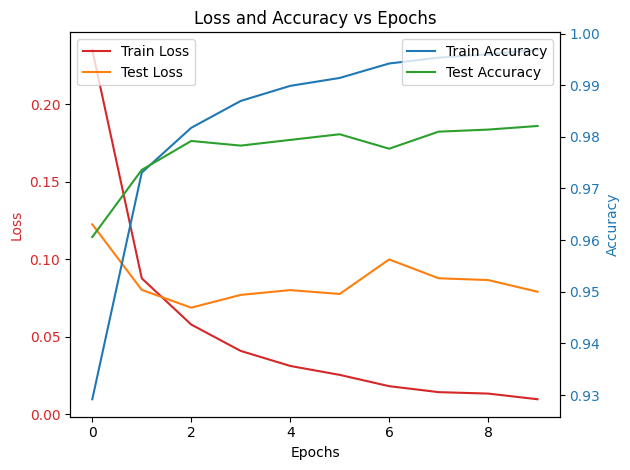 Loss and Accuracy vs Epochs
Train Loss
Test Loss
Train Accuracy
Test Accuracy
Loss
0.20
0.15
0.10
0.05
0.00
1.00
0.99
0.98
0.97
0.96
0.95
0.94
0.93
Accuracy
0 2 4 6 8
Epochs